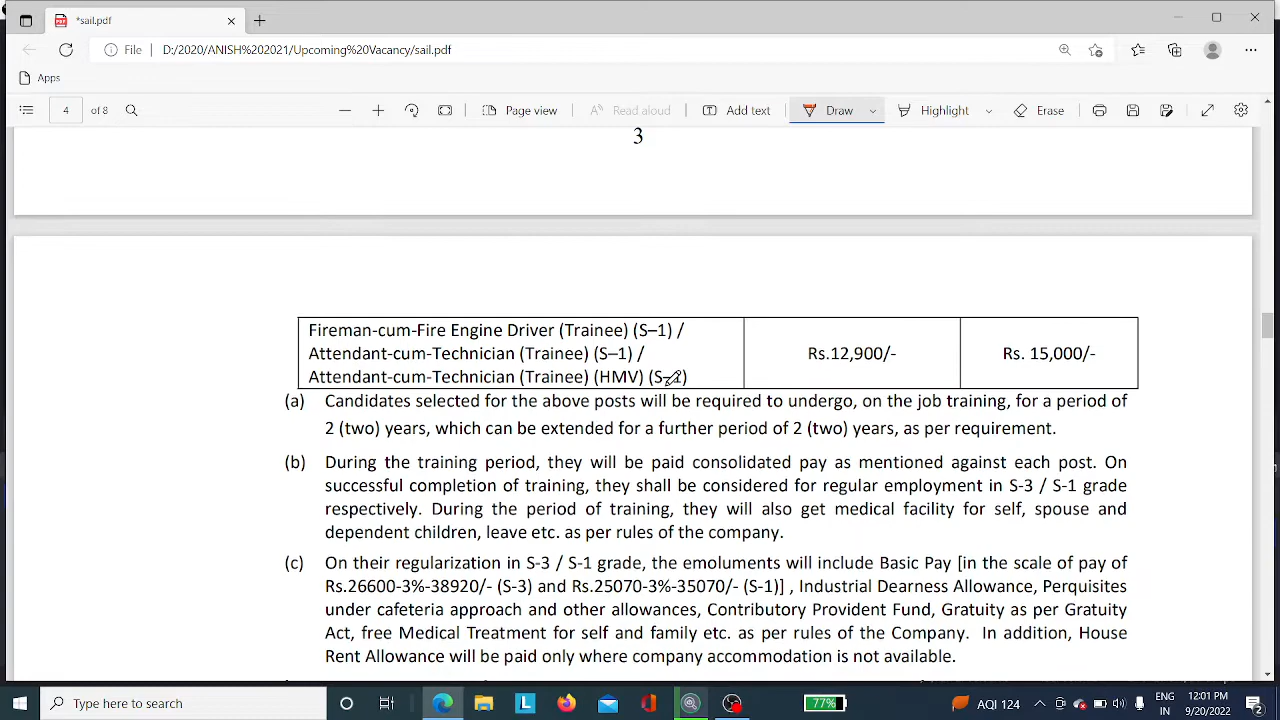 *sail.pdf
File
D:/2020/ANISH%202021/Upcoming%20Vacancy/sail.pdf
Apps
4 of 8
Page view
Read aloud
Add text
Draw
Highlight
Erase
3
Fireman-cum-Fire Engine Driver (Trainee) (S–1) /
Attendant-cum-Technician (Trainee) (S–1) /
Attendant-cum-Technician (Trainee) (HMV)
Rs.12,900/-
Rs. 15,000/-
(a) Candidates selected for the above posts will be required to undergo, on the job training, for a period of
2 (two) years, which can be extended for a further period of 2 (two) years, as per requirement.
(b) During the training period, they will be paid consolidated pay as mentioned against each post. On
successful completion of training, they shall be considered for regular employment in S-3 / S-1 grade
respectively. During the period of training, they will also get medical facility for self, spouse and
dependent children, leave etc. as per rules of the company.
(c) On their regularization in S-3 / S-1 grade, the emoluments will include Basic Pay [in the scale of pay of
Rs.26600-3%-38920/- (S-3) and Rs.25070-3%-35070/- (S-1)] , Industrial Dearness Allowance, Perquisites
under cafeteria approach and other allowances, Contributory Provident Fund, Gratuity as per Gratuity
Act, free Medical Treatment for self and family etc. as per rules of the Company. In addition, House
Rent Allowance will be paid only where company accommodation is not available.
Type here to search
77%
AQI 124
ENG
IN
12:01 PM
9/20/2022
2